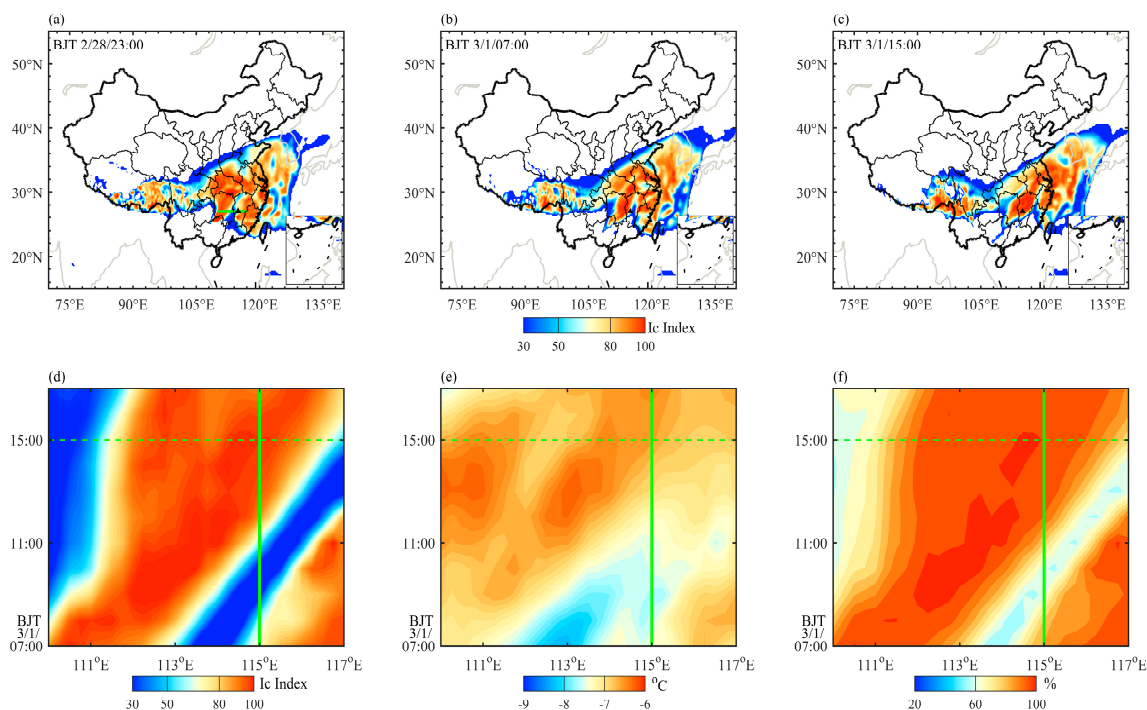 (a)
(b)
(c)
BJT 2/28/23:00
BJT 3/1/07:00
BJT 3/1/15:00
50°N
40°N
30°N
20°N
75°E
90°E
105°E
120°E
135°E
50°N
40°N
30°N
20°N
75°E
90°E
105°E
120°E
135°E
50°N
40°N
30°N
20°N
75°E
90°E
105°E
120°E
135°E
Ic Index
30
50
80
100
(d)
(e)
(f)
15:00
11:00
BJT
3/1/
07:00
111°E
113°E
115°E
117°E
Ic Index
30
50
80
100
15:00
11:00
BJT
3/1/
07:00
111°E
113°E
115°E
117°E
°C
-9
-8
-7
-6
15:00
11:00
BJT
3/1/
07:00
111°E
113°E
115°E
117°E
%
20
60
100